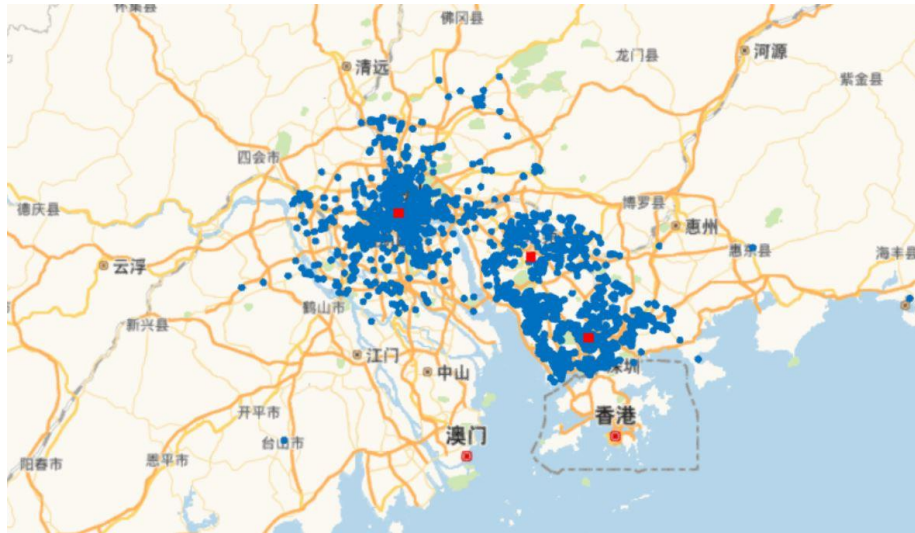 怀集县
佛冈县
清远
龙门县
河源
紫金县
四会市
德庆县
博罗县
惠州
惠东县
海丰县
云浮
鹤山市
新兴县
江门
中山
深圳
香港
澳门
开平市
台山市
恩平市
阳春市